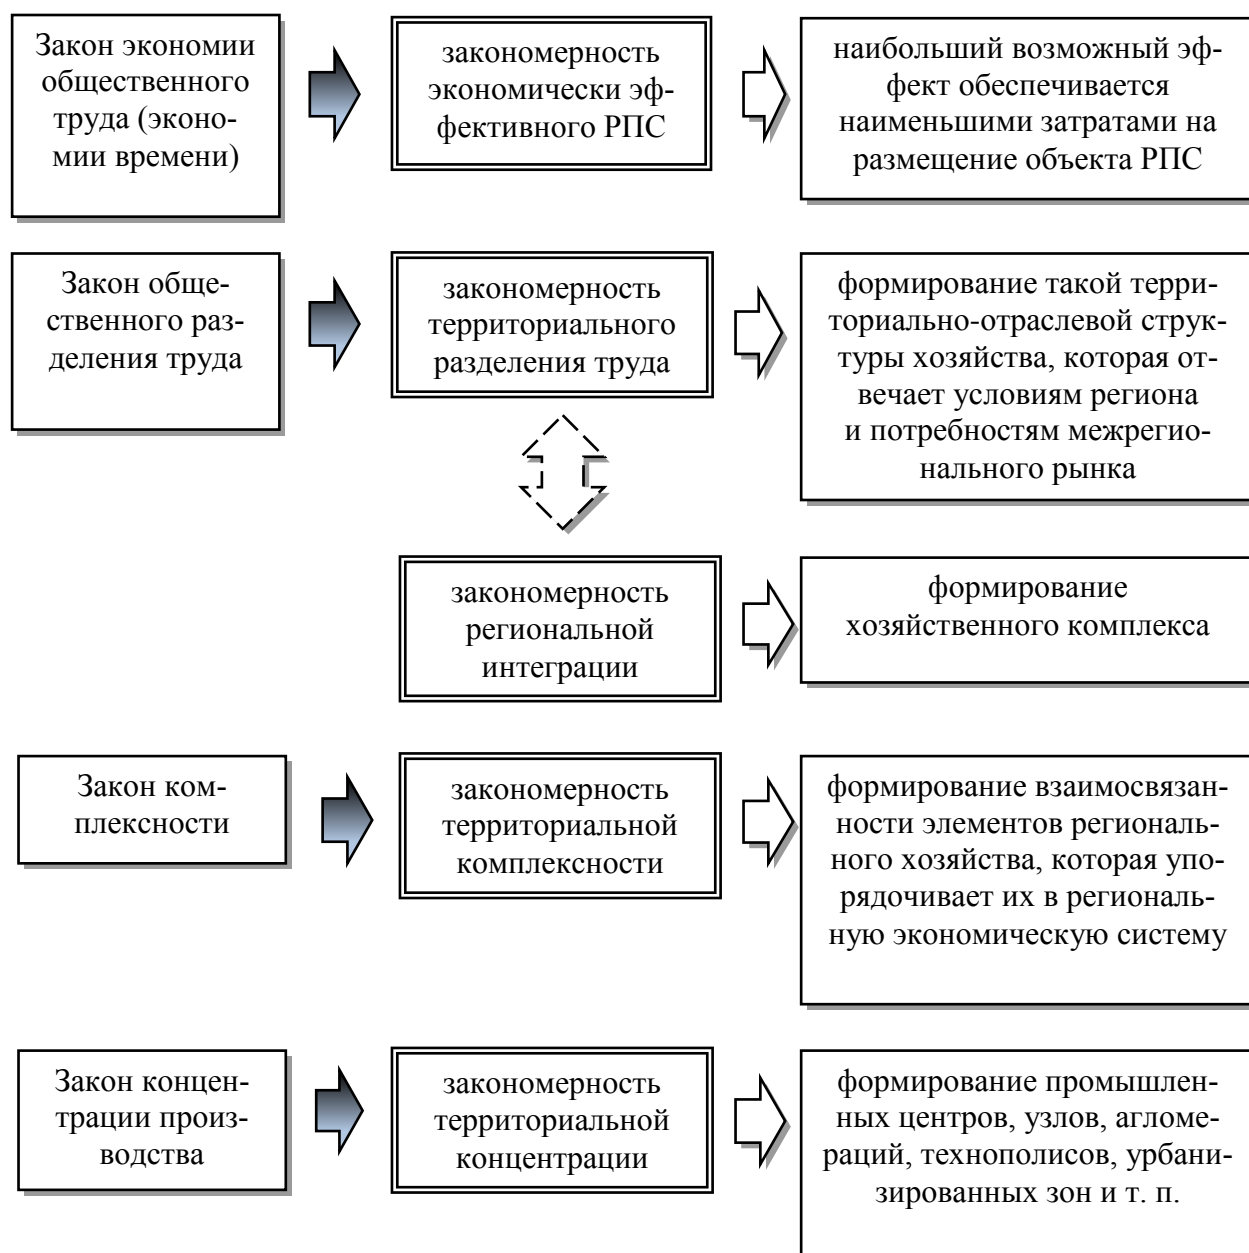 Закон экономии
общественного
труда (эконо-
мии времени)
закономерность
экономически эф-
фективного РПС
наибольший возможный эф-
фект обеспечивается
наименьшими затратами на
размещение объекта РПС
Закон обще-
ственного раз-
деления труда
закономерность
территориального
разделения труда
формирование такой терри-
ториально-отраслевой струк-
туры хозяйства, которая от-
вечает условиям региона
и потребностям межрегио-
нального рынка
закономерность
региональной
интеграции
формирование
хозяйственного комплекса
Закон ком-
плексности
закономерность
территориальной
комплексности
формирование взаимосвязан-
ности элементов региональ-
ного хозяйства, которая упо-
рядочивает их в региональ-
ную экономическую систему
Закон концен-
трации произ-
водства
закономерность
территориальной
концентрации
формирование промышлен-
ных центров, узлов, агломе-
раций, технополисов, урбани-
зированных зон и т. п.